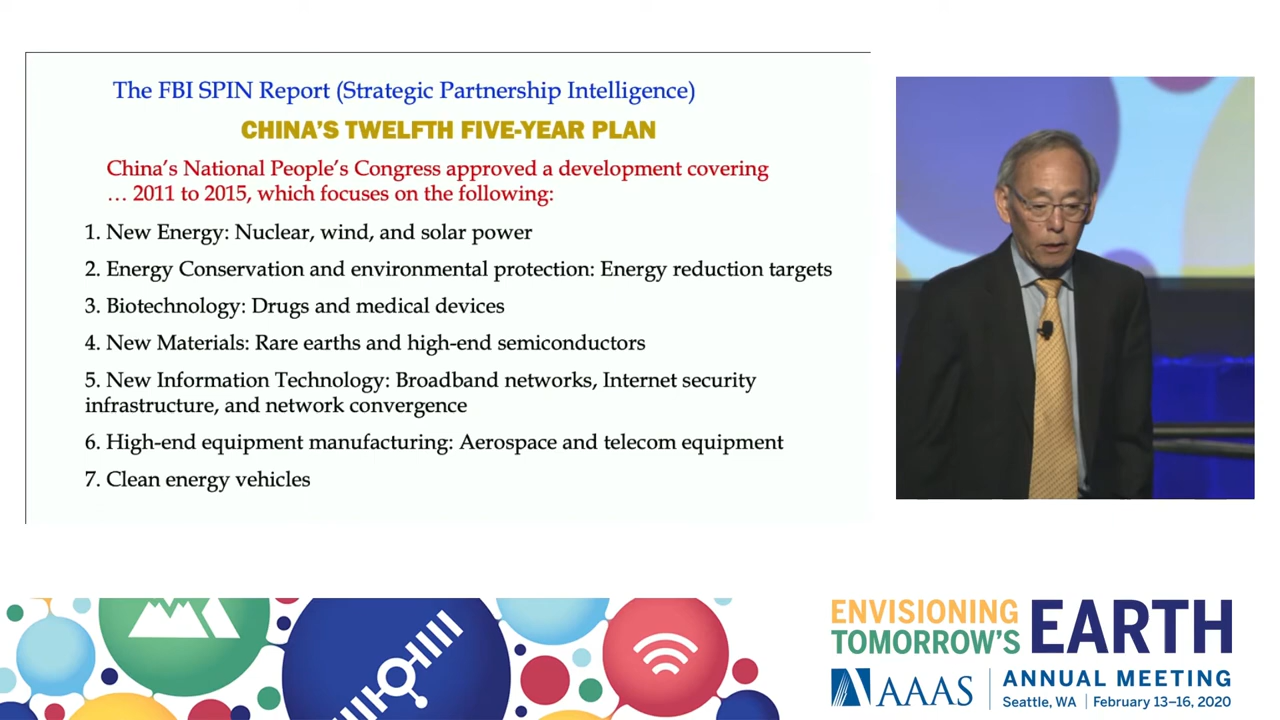 The FBI SPIN Report (Strategic Partnership Intelligence)
CHINA'S TWELFTH FIVE-YEAR PLAN
China's National People's Congress approved a development covering
… 2011 to 2015, which focuses on the following:
1. New Energy: Nuclear, wind, and solar power
2. Energy Conservation and environmental protection: Energy reduction targets
3. Biotechnology: Drugs and medical devices
4. New Materials: Rare earths and high-end semiconductors
5. New Information Technology: Broadband networks, Internet security
infrastructure, and network convergence
6. High-end equipment manufacturing: Aerospace and telecom equipment
7. Clean energy vehicles
ENVISIONING
TOMORROW'S
EARTH
AAAS
ANNUAL MEETING
Seattle, WA | February 13–16, 2020